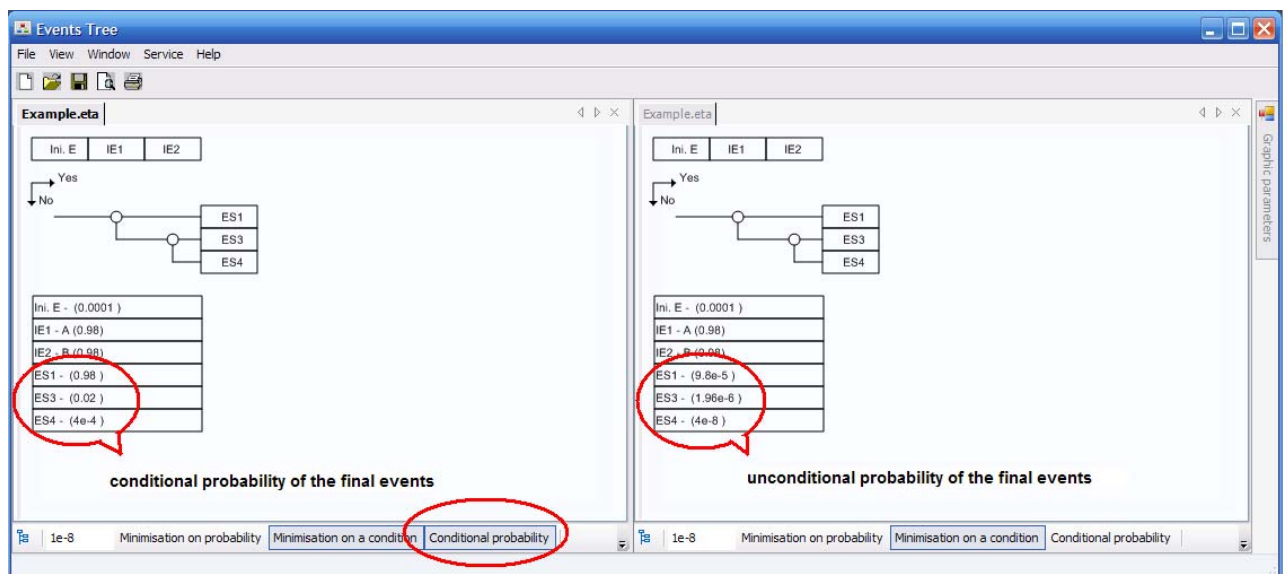 Events Tree
File View Window Service Help
Example.eta
Ini. E IE1 IE2
Yes
No
ES1
ES3
ES4
Ini. E - (0.0001 )
IE1 - A (0.98)
IE2 - B (0.98)
ES1 - (0.98 )
ES3 - (0.02 )
ES4 - (4e-4 )
conditional probability of the final events
1e-8 Minimisation on probability Minimisation on a condition Conditional probability
Example.eta
Ini. E IE1 IE2
Yes
No
ES1
ES3
ES4
Ini. E - (0.0001 )
IE1 - A (0.98)
IE2 - B (0.98)
ES1 - (9.8e-5 )
ES3 - (1.96e-6 )
ES4 - (4e-8 )
unconditional probability of the final events
1e-8 Minimisation on probability Minimisation on a condition Conditional probability
Graphic parameters